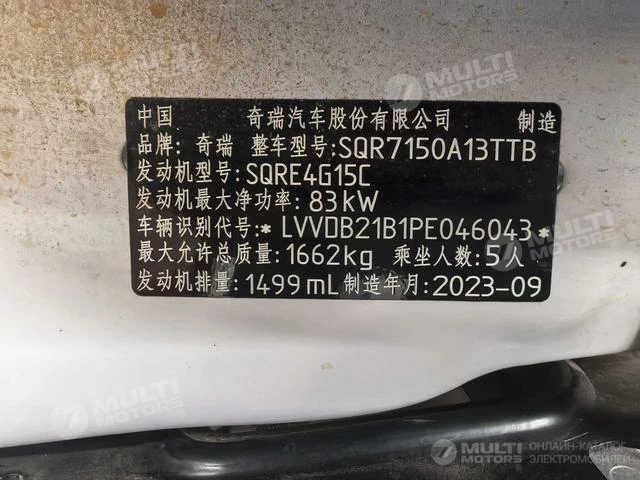 中国 奇瑞汽车股份有限公司 制造
品牌: 奇瑞 整车型号: SQR7150A13TTB
发动机型号: SQRE4G15C
发动机最大净功率: 83kW
车辆识别代号: * LVVDB21B1PE046043*
最大允许总质量: 1662kg 乘坐人数: 5人
发动机排量: 1499mL 制造年月: 2023-09
MULTI MOTORS
MULTI MOTORS
MULTI MOTORS
MULTI MOTORS
MULTI MOTORS ОНЛАЙН-КАТАЛОГ
ЭЛЕКТРОМОБИЛЕЙ